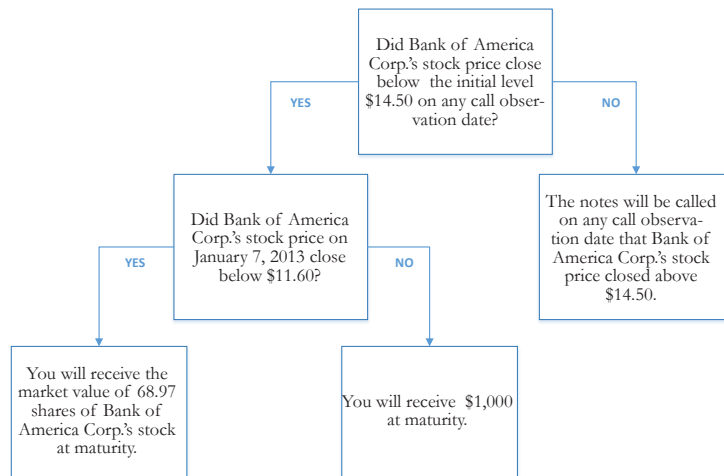 Did Bank of America
Corp.'s stock price close
below the initial level
$14.50 on any call obser-
vation date?
YES
NO
Did Bank of America
Corp.'s stock price on
January 7, 2013 close
below $11.60?
The notes will be called
on any call observa-
tion date that Bank of
America Corp.'s stock
price closed above
$14.50.
YES
NO
You will receive the
market value of 68.97
shares of Bank of
America Corp.'s stock
at maturity.
You will receive $1,000
at maturity.